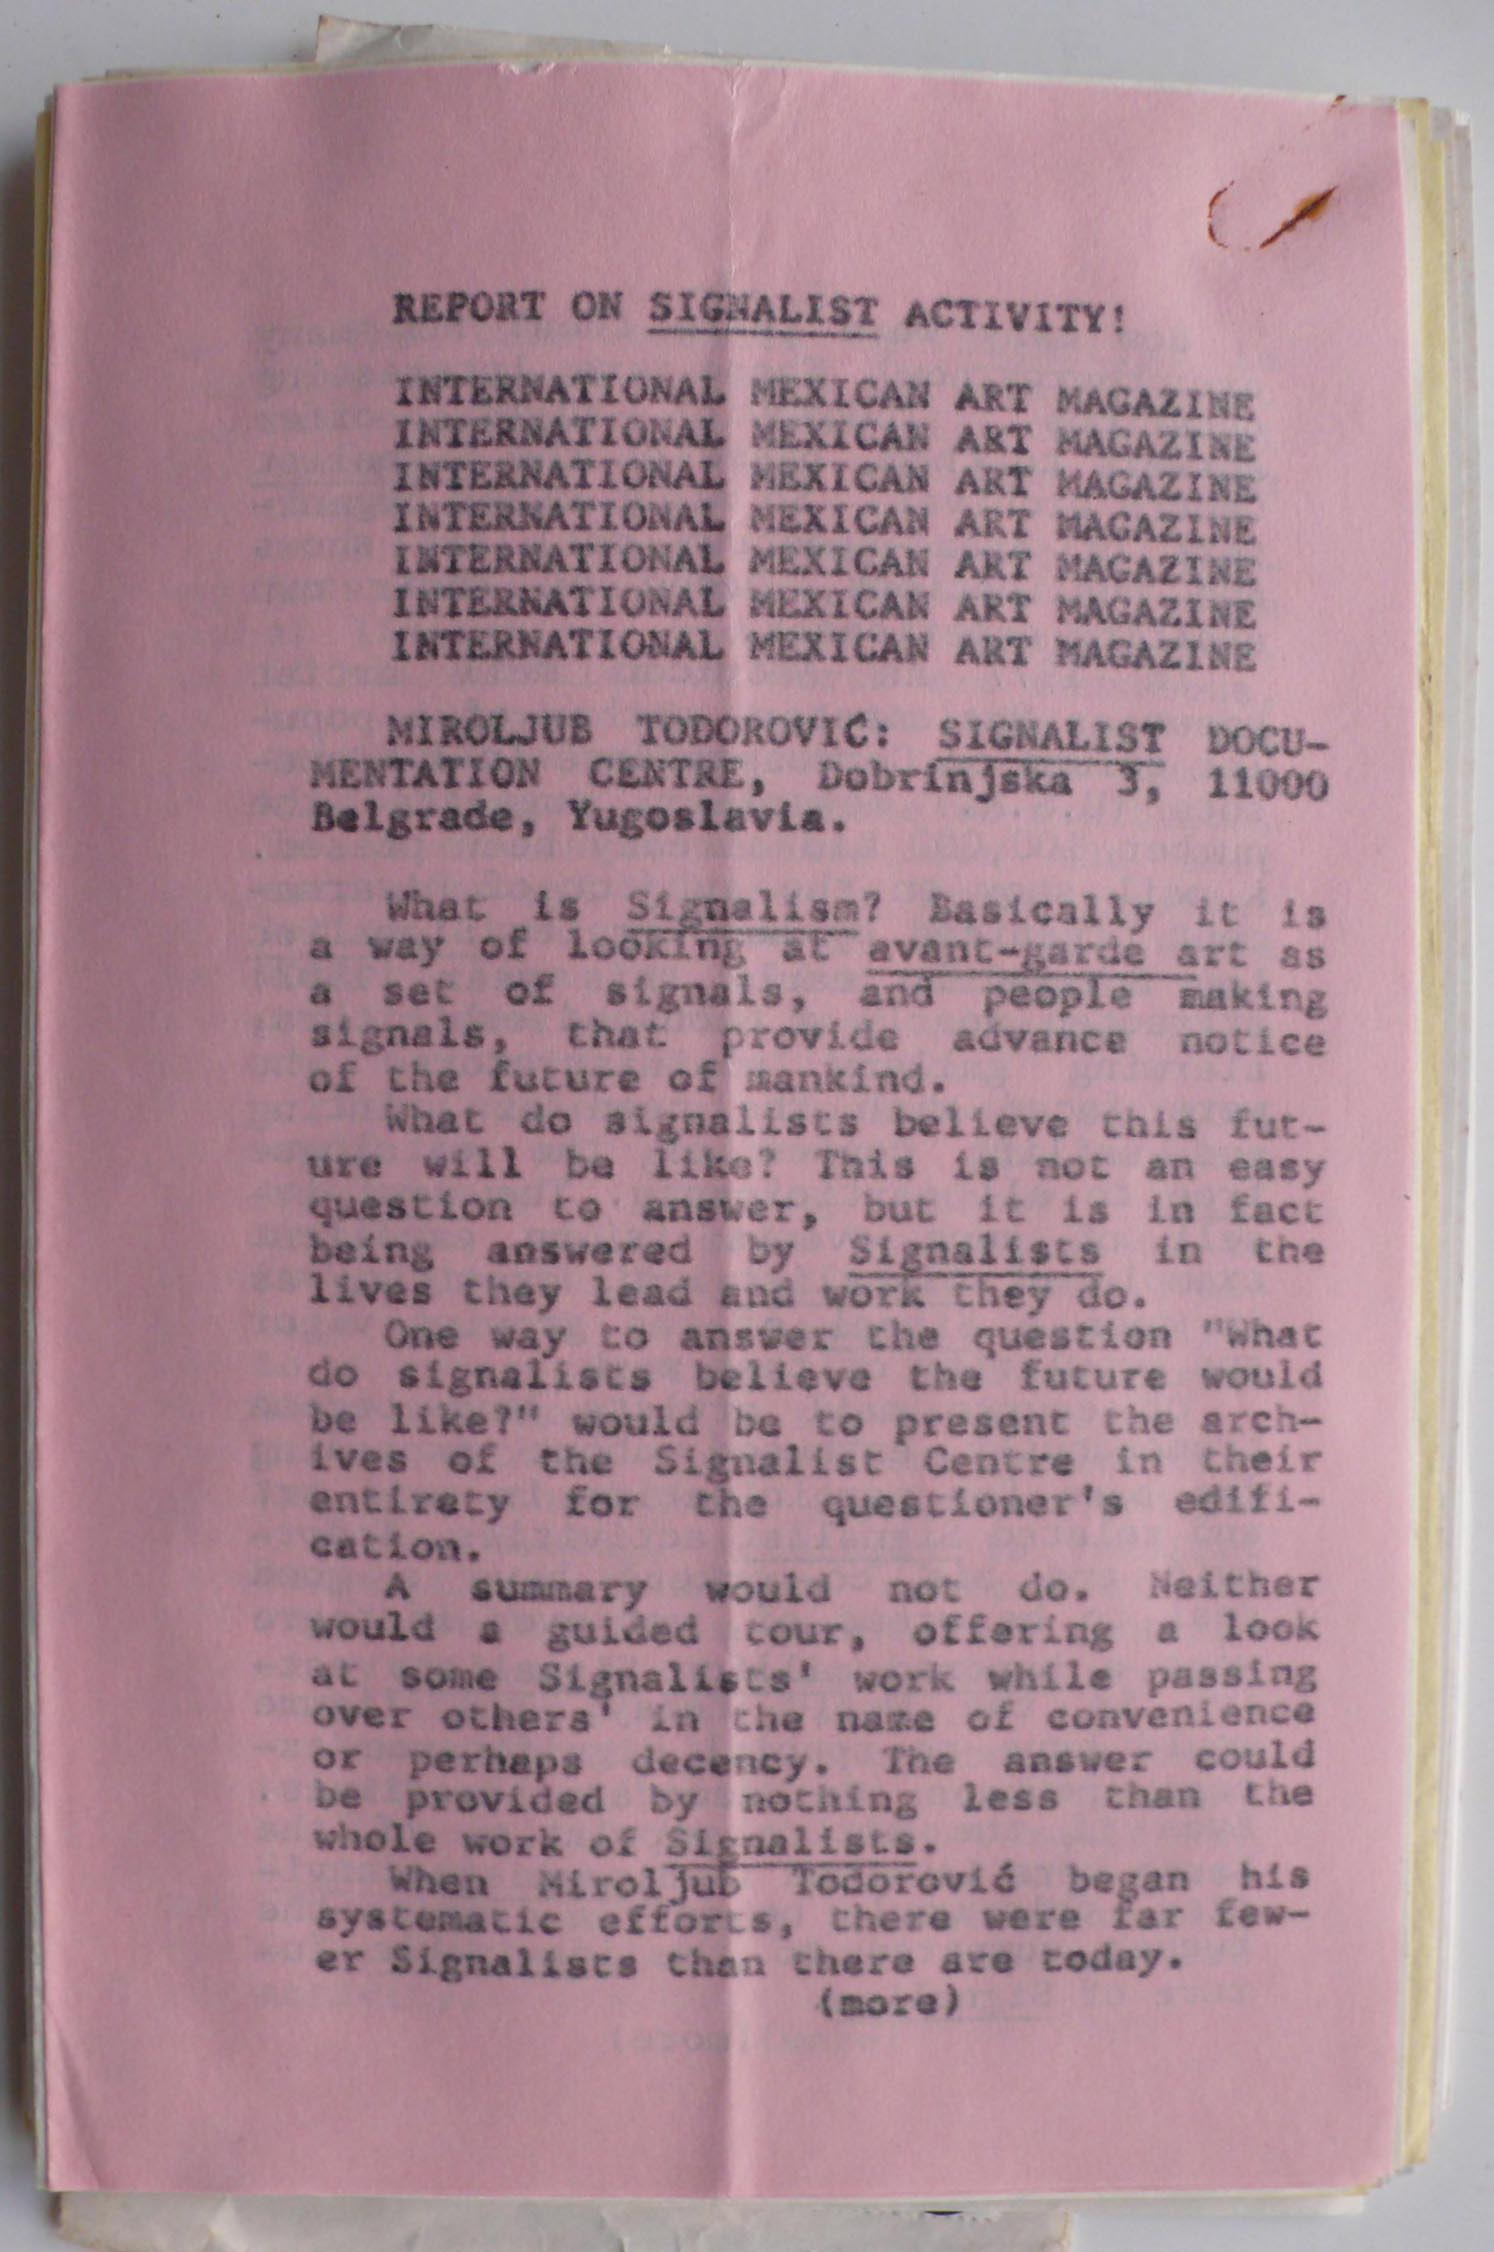 REPORT ON SIGNALIST ACTIVITY!
INTERNATIONAL MEXICAN ART MAGAZINE
INTERNATIONAL MEXICAN ART MAGAZINE
INTERNATIONAL MEXICAN ART MAGAZINE
INTERNATIONAL MEXICAN ART MAGAZINE
INTERNATIONAL MEXICAN ART MAGAZINE
INTERNATIONAL MEXICAN ART MAGAZINE
INTERNATIONAL MEXICAN ART MAGAZINE
MIROLJUB TODOROVIĆ: SIGNALIST DOCU-
MENTATION CENTRE, Dobrinjska 3, 11000
Belgrade, Yugoslavia.
What is Signalism? Basically it is
a way of looking at avant-garde art as
a set of signals, and people making
signals, that provide advance notice
of the future of mankind.
What do signalists believe this fut-
ure will be like? This is not an easy
question to answer, but it is in fact
being answered by Signalists in the
lives they lead and work they do.
One way to answer the question "What
do signalists believe the future would
be like?" would be to present the arch-
ives of the Signalist Centre in their
entirety for the questioner's edifi-
cation.
A summary would not do. Neither
would a guided tour, offering a look
at some Signalists' work while passing
over others' in the name of convenience
or perhaps decency. The answer could
be provided by nothing less than the
whole work of Signalists.
When Miroljub Todorović began his
systematic efforts, there were far few-
er Signalists than there are today.
(more)